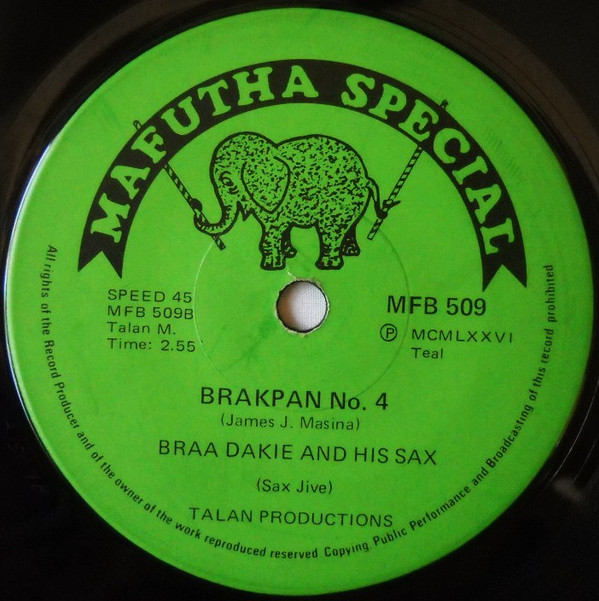 MAFUTHA SPECIAL
SPEED 45
MFB 509B
Talan M.
Time: 2.55
MFB 509
Ⓟ MCMLXXVI
Teal
BRAKPAN No. 4
(James J. Masina)
BRAA DAKIE AND HIS SAX
(Sax Jive)
TALAN PRODUCTIONS
All rights of the Record Producer and of the owner of the work reproduced reserved Copying, Public Performance and Broadcasting of this record prohibited